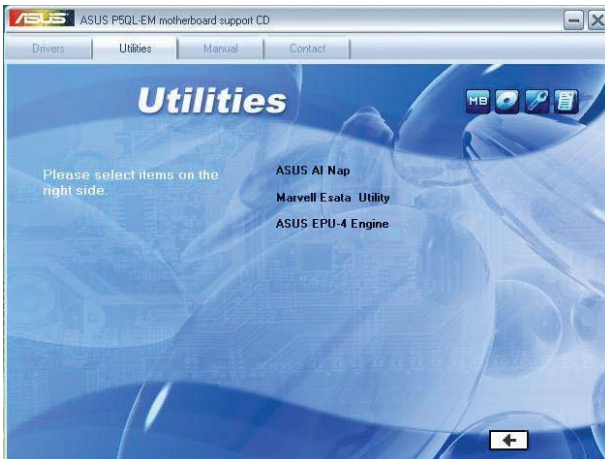 ASUS ASUS P5QL-EM motherboard support CD
Drivers Utilities Manual Contact
Utilities
MB
Please select items on the
right side.
ASUS AI Nap
Marvell Esata Utility
ASUS EPU-4 Engine